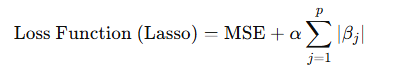 Loss Function (Lasso) = MSE + α ∑_{j=1}^{p} |β_j|